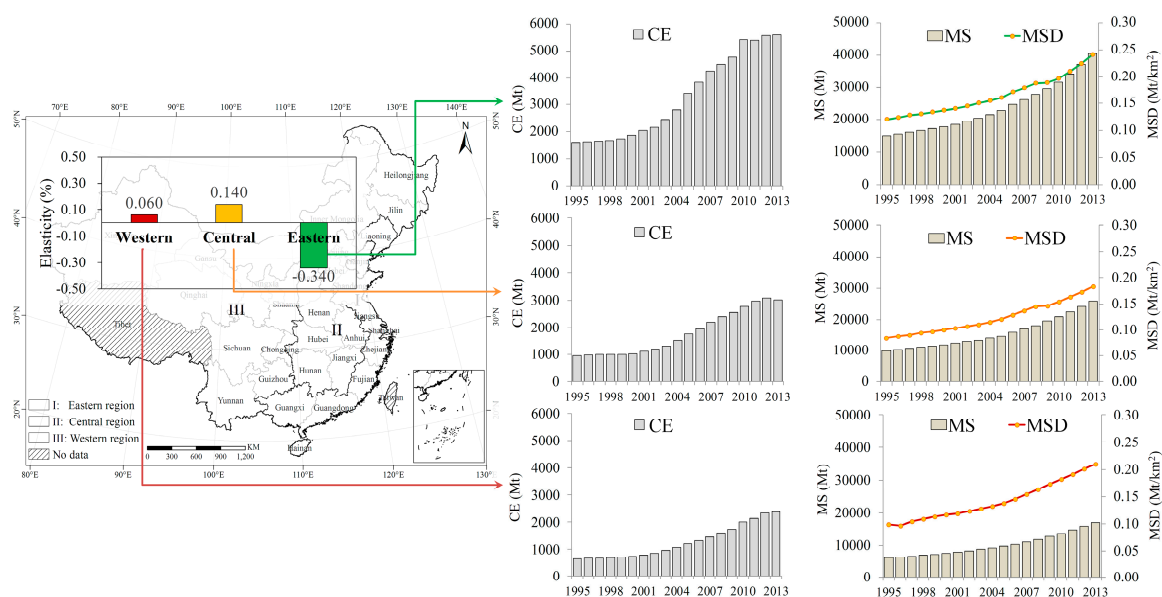 70°E 80°E 90°E 100°E 110°E 120°E 130°E 140°E
50°N 50°N
40°N 40°N
30°N 30°N
20°N
N
Elasticity (%)
0.50
0.30
0.10
-0.10
-0.30
-0.50
0.060
0.140
-0.340
Western Central Eastern
Heilongjiang
Jilin
Inner Mongolia
iaoning
Gansu
Qinghai
Ningxia
Henan
Jiangsu
Tibet
III
II
Shanghai
Sichuan
Chongqing
Hubei
Anhui
Zhejiang
Jiangxi
Hunan
Guizhou
Fujian
Yunnan
Guangxi
Guangdong
Taiwan
Hainan
I: Eastern region
II: Central region
III: Western region
No data
KM
0 300 600 900 1,200
80°E 90°E 100°E 110°E 120°E 130°E
CE
CE (Mt)
6000
5000
4000
3000
2000
1000
0
1995 1998 2001 2004 2007 2010 2013
MS MSD
MS (Mt)
50000
40000
30000
20000
10000
0
MSD (Mt/km²)
0.30
0.25
0.20
0.15
0.10
0.05
0.00
1995 1998 2001 2004 2007 2010 2013
CE
CE (Mt)
6000
5000
4000
3000
2000
1000
0
1995 1998 2001 2004 2007 2010 2013
MS MSD
MS (Mt)
50000
40000
30000
20000
10000
0
MSD (Mt/km²)
0.30
0.25
0.20
0.15
0.10
0.05
0.00
1995 1998 2001 2004 2007 2010 2013
CE
CE (Mt)
6000
5000
4000
3000
2000
1000
0
1995 1998 2001 2004 2007 2010 2013
MS MSD
MS (Mt)
50000
40000
30000
20000
10000
0
MSD (Mt/km²)
0.30
0.25
0.20
0.15
0.10
0.05
0.00
1995 1998 2001 2004 2007 2010 2013